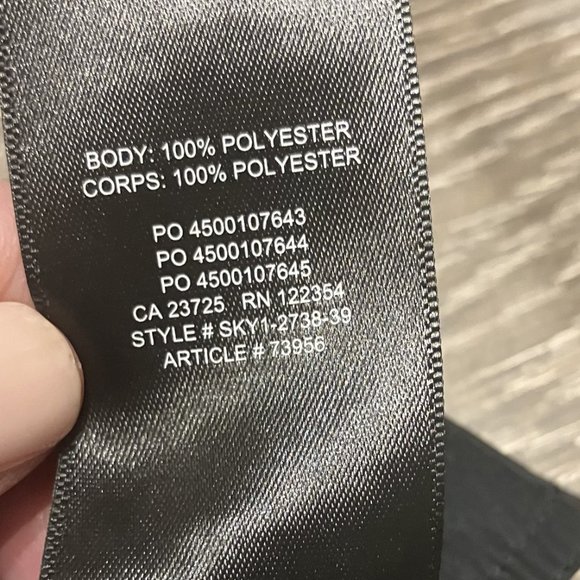 BODY: 100% POLYESTER
CORPS: 100% POLYESTER
PO 4500107643
PO 4500107644
PO 4500107645
CA 23725 RN 122354
STYLE # SKY1-2738-39
ARTICLE # 73956